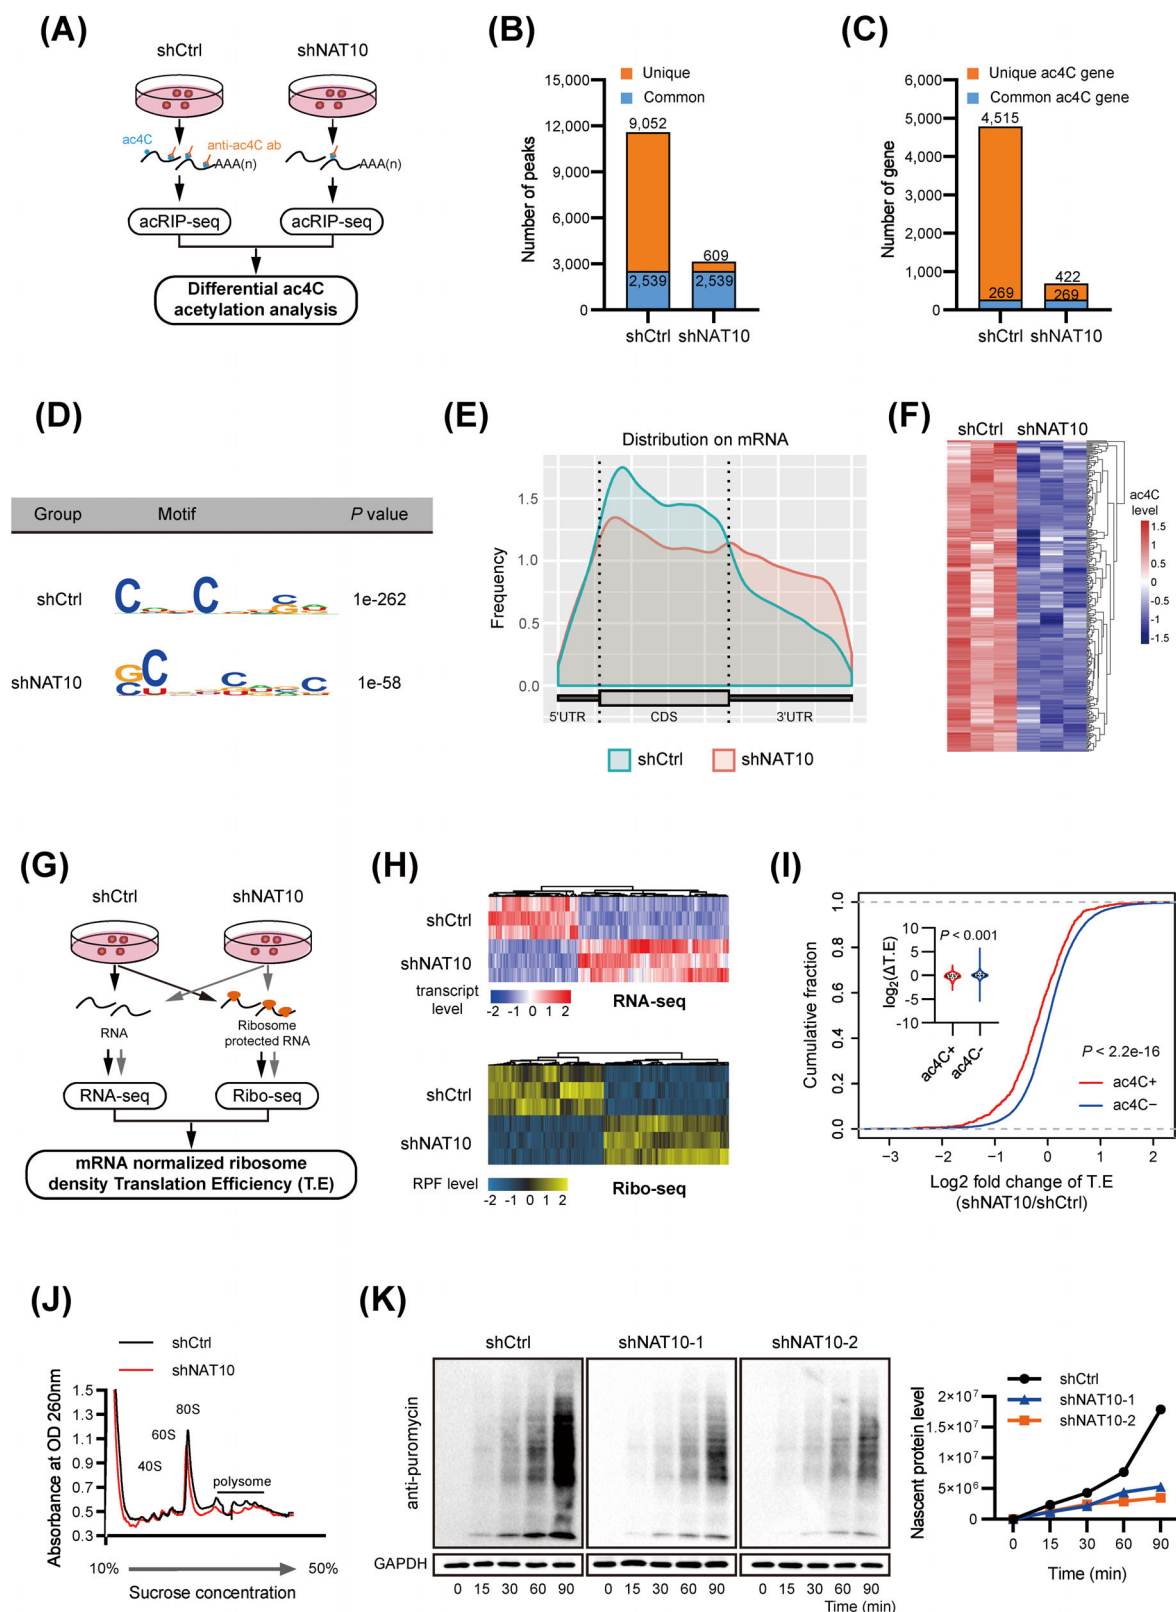 (A)
shCtrl shNAT10
ac4C
anti-ac4C ab
AAA(n) AAA(n)
acRIP-seq acRIP-seq
Differential ac4C
acetylation analysis
(B)
Unique
Common
Number of peaks
15,000
12,000
9,000
6,000
3,000
0
9,052
2,539
609
2,539
shCtrl shNAT10
(C)
Unique ac4C gene
Common ac4C gene
Number of gene
6,000
5,000
4,000
3,000
2,000
1,000
0
4,515
269
422
269
shCtrl shNAT10
(D)
Group Motif P value
shCtrl 1e-262
shNAT10 1e-58
(E)
Distribution on mRNA
Frequency
1.5
1.0
0.5
0.0
5'UTR CDS 3'UTR
shCtrl shNAT10
(F)
shCtrl shNAT10
ac4C
level
1.5
1
0.5
0
-0.5
-1
-1.5
(G)
shCtrl shNAT10
RNA
Ribosome
protected RNA
RNA-seq Ribo-seq
mRNA normalized ribosome
density Translation Efficiency (T.E)
(H)
shCtrl
shNAT10
transcript
level
-2 -1 0 1 2
RNA-seq
shCtrl
shNAT10
RPF level
-2 -1 0 1 2
Ribo-seq
(I)
Cumulative fraction
1.0
0.8
0.6
0.4
0.2
0.0
log2(ΔT.E)
10
5
0
-5
-10
P < 0.001
ac4C+ ac4C-
P < 2.2e-16
ac4C+
ac4C−
−3 −2 −1 0 1 2
Log2 fold change of T.E
(shNAT10/shCtrl)
(J)
shCtrl
shNAT10
Absorbance at OD 260nm
1.5
1.3
1.1
0.9
0.7
0.5
0.3
80S
60S
40S
polysome
10% 50%
Sucrose concentration
(K)
shCtrl shNAT10-1 shNAT10-2
anti-puromycin
GAPDH
0 15 30 60 90 0 15 30 60 90 0 15 30 60 90
Time (min)
shCtrl
shNAT10-1
shNAT10-2
Nascent protein level
2×10⁷
1.5×10⁷
1×10⁷
5×10⁶
0
0 15 30 60 90
Time (min)